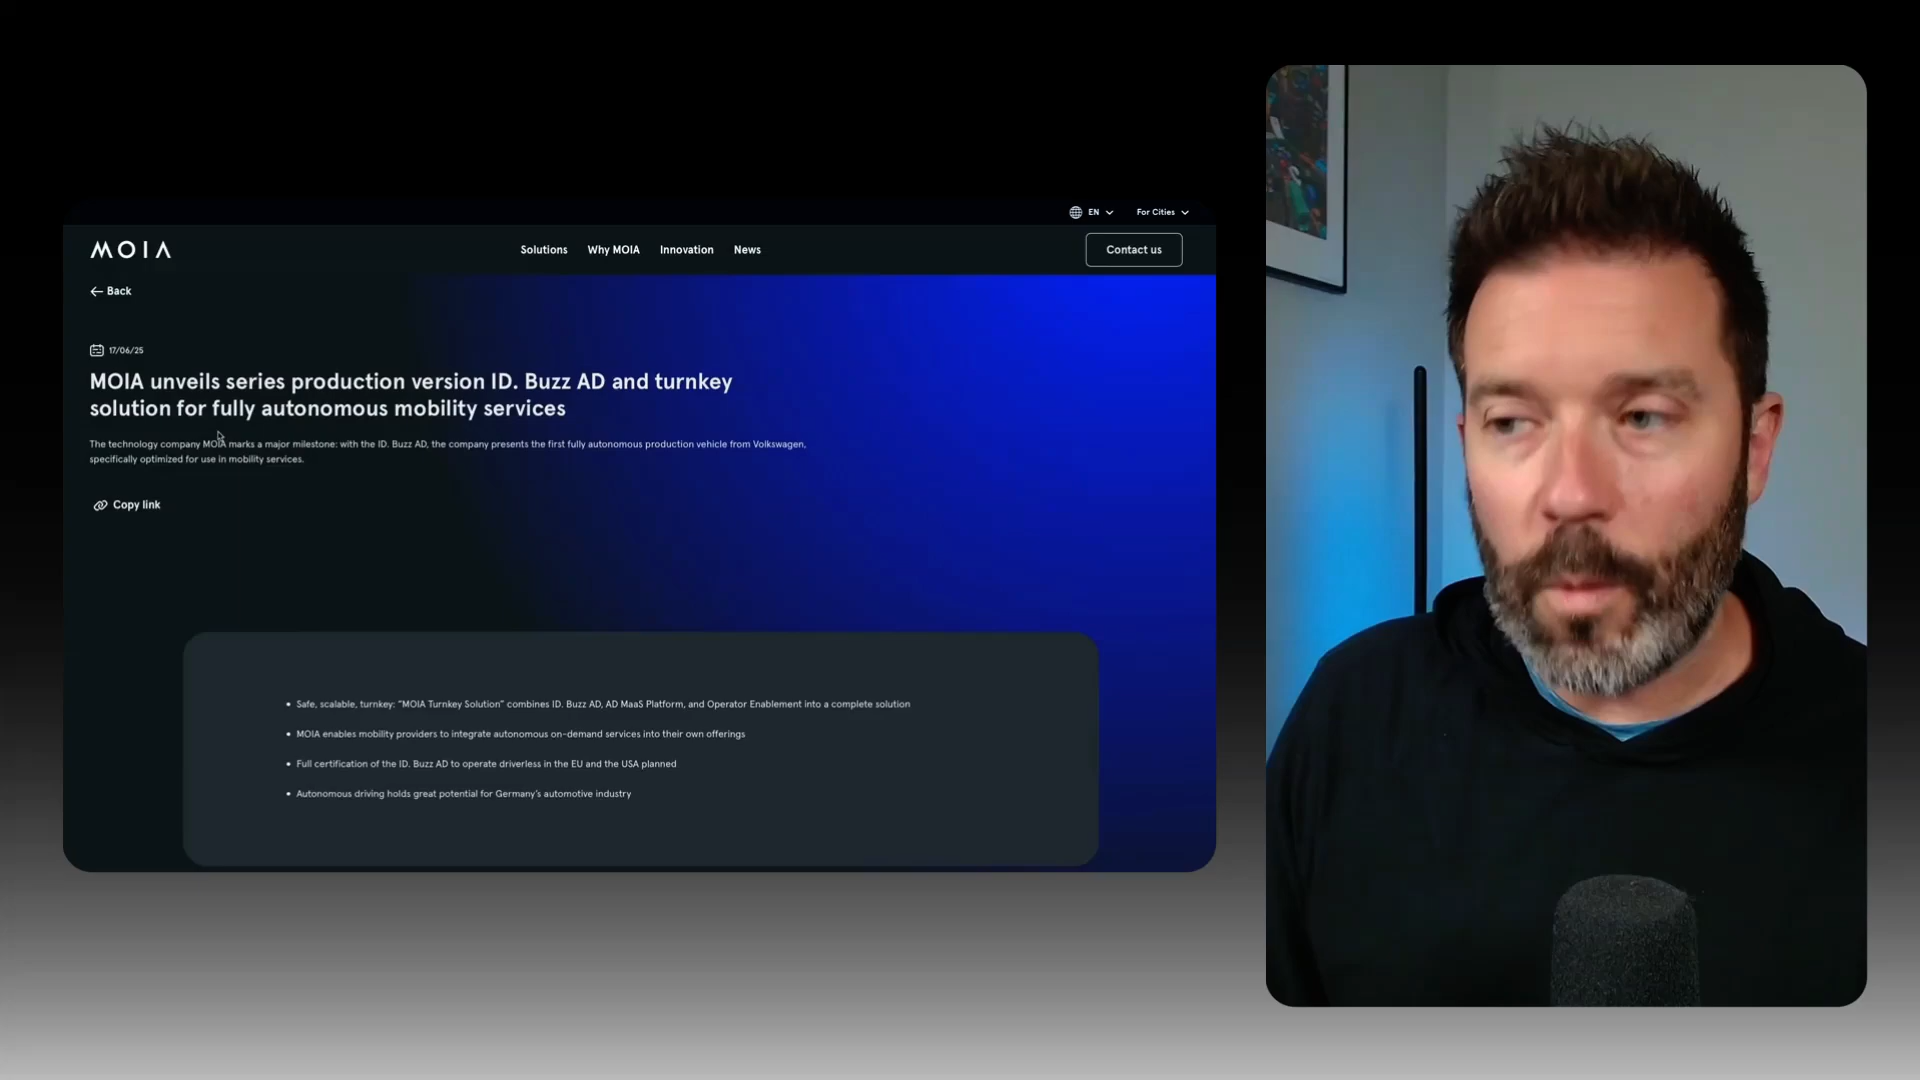 EN
For Cities
MOIA
Solutions
Why MOIA
Innovation
News
Contact us
Back
17/06/25
MOIA unveils series production version ID. Buzz AD and turnkey
solution for fully autonomous mobility services
The technology company MOIA marks a major milestone: with the ID. Buzz AD, the company presents the first fully autonomous production vehicle from Volkswagen,
specifically optimized for use in mobility services.
Copy link
• Safe, scalable, turnkey: “MOIA Turnkey Solution” combines ID. Buzz AD, AD MaaS Platform, and Operator Enablement into a complete solution
• MOIA enables mobility providers to integrate autonomous on-demand services into their own offerings
• Full certification of the ID. Buzz AD to operate driverless in the EU and the USA planned
• Autonomous driving holds great potential for Germany’s automotive industry